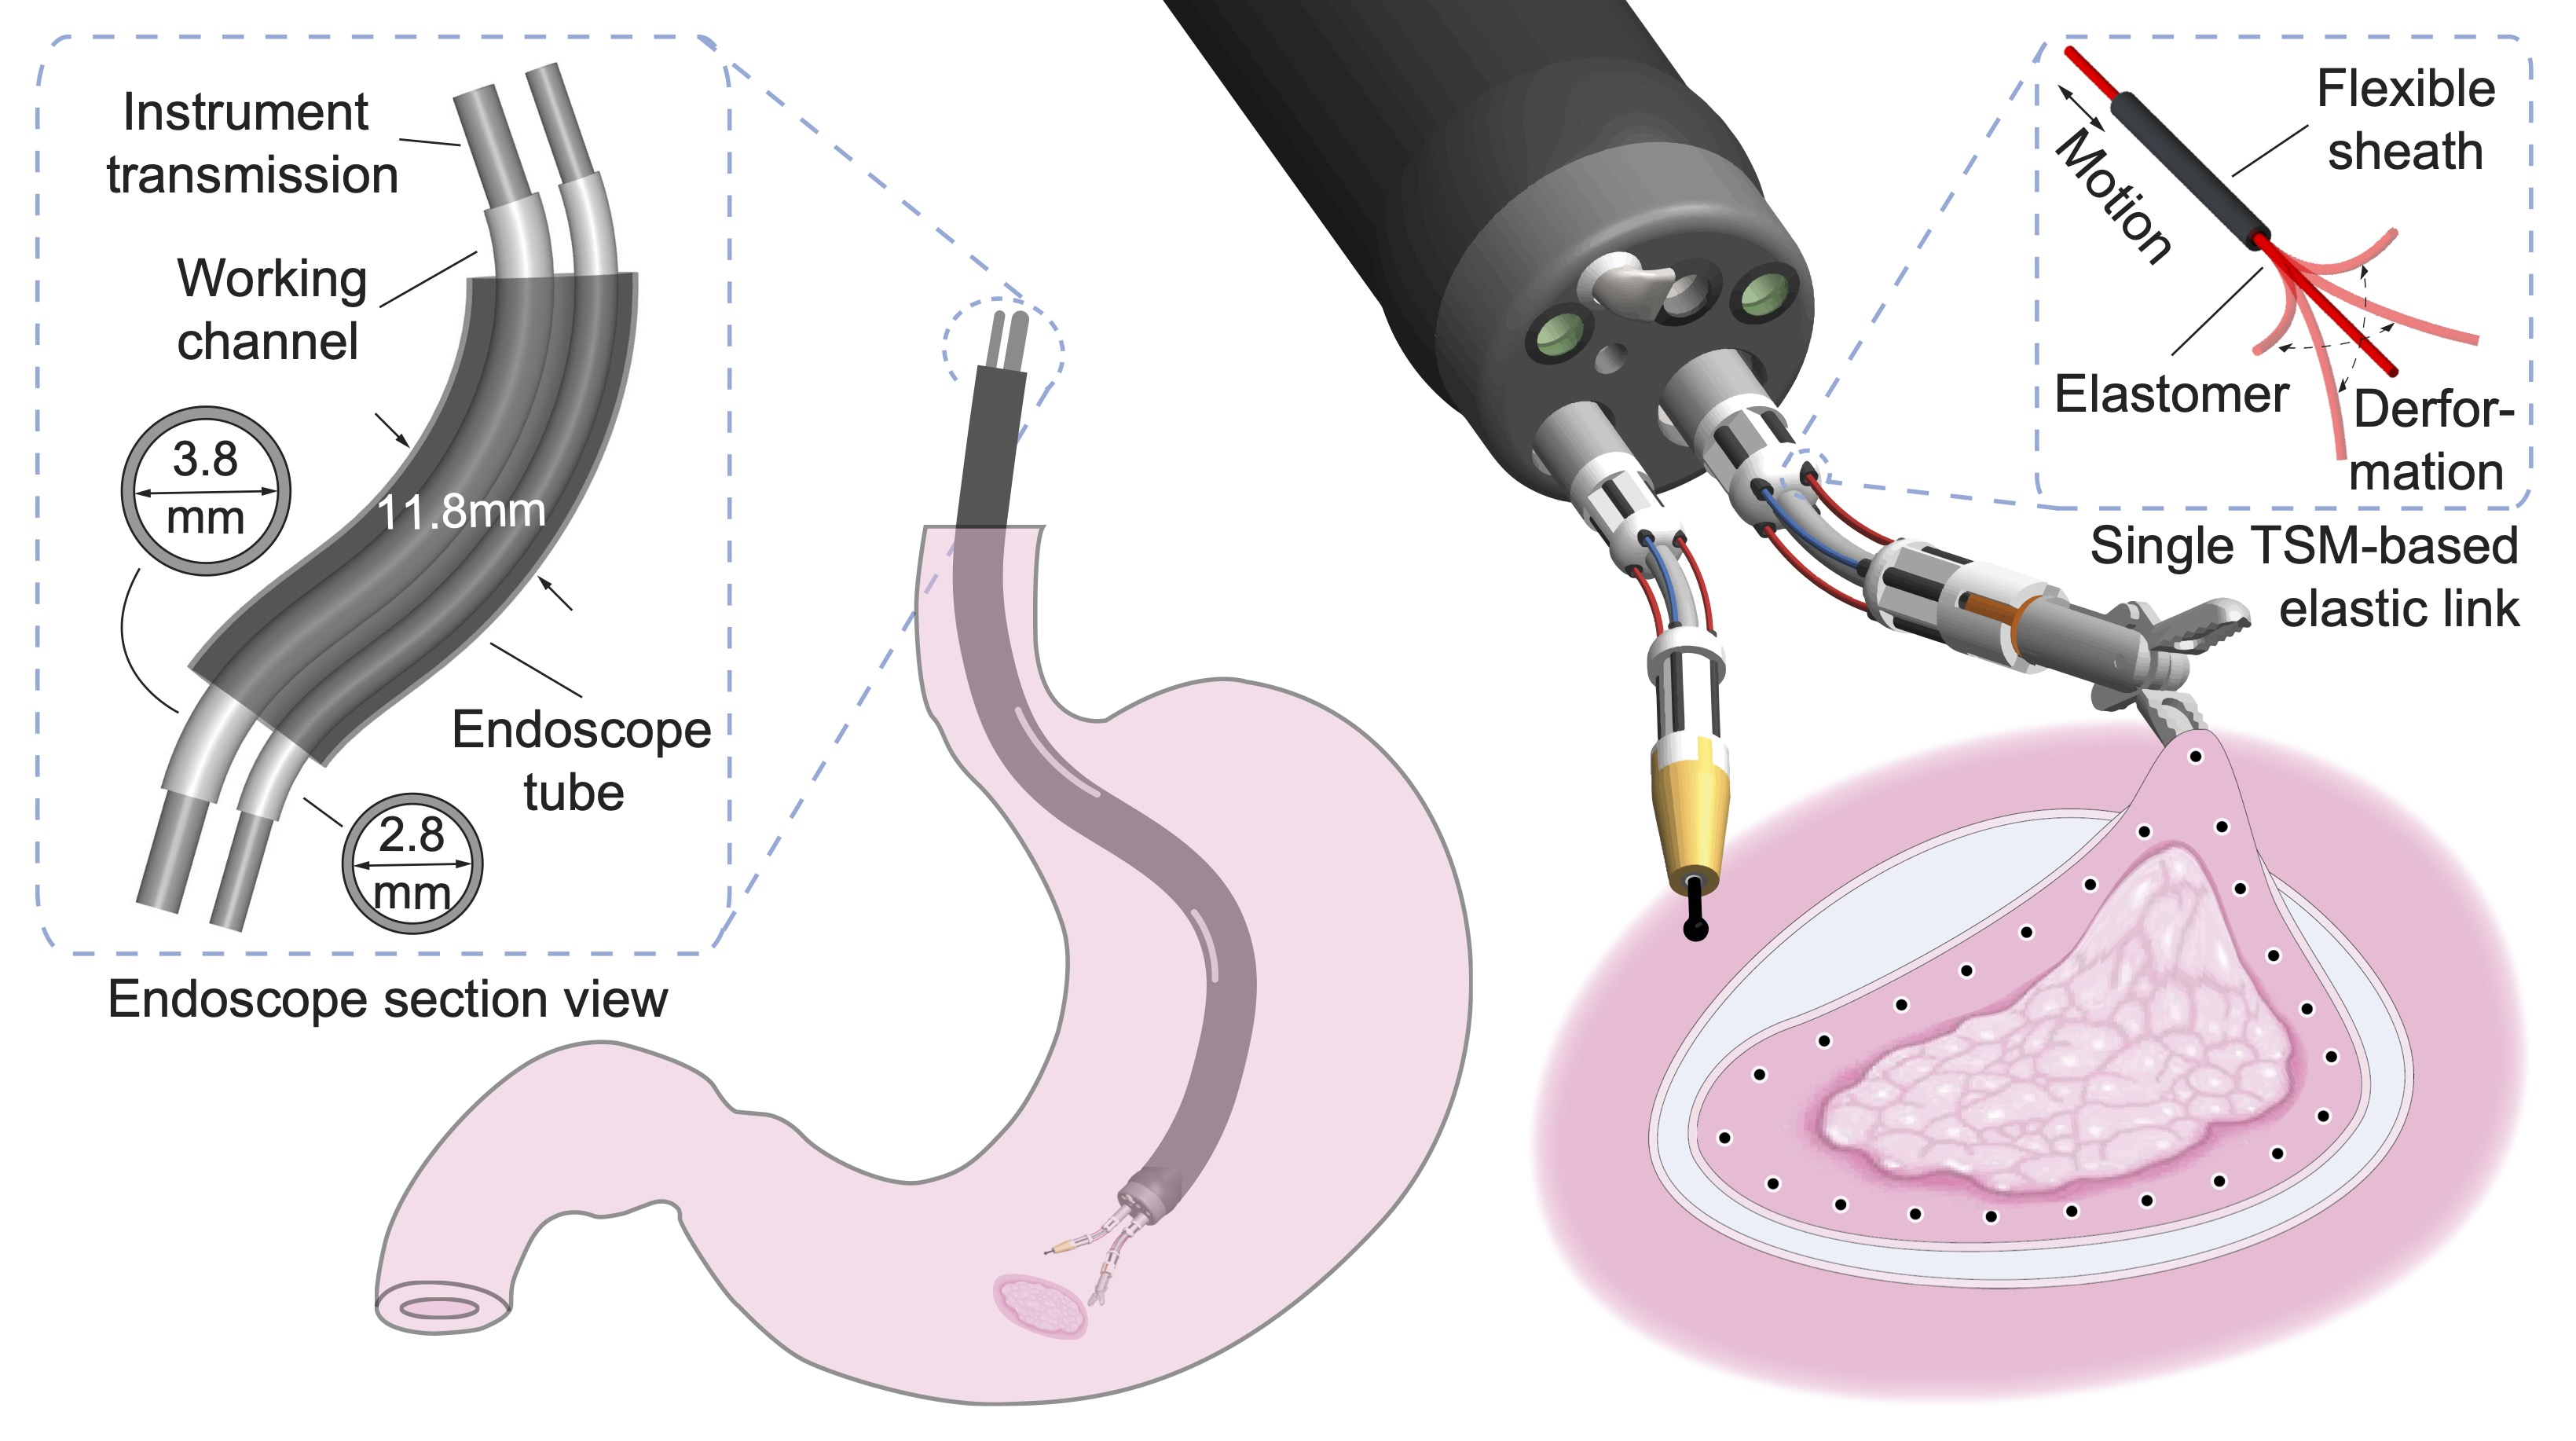 Instrument
transmission
Working
channel
3.8
mm
11.8mm
Endoscope
tube
2.8
mm
Endoscope section view
Flexible
sheath
Motion
Elastomer
Derfor-
mation
Single TSM-based
elastic link